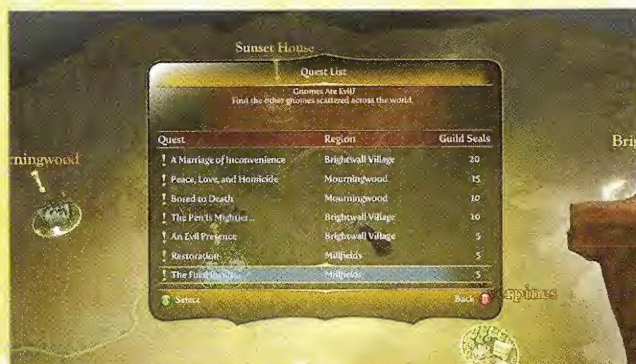 Sunset House
Quest List
Gnomes Are Evil!
Find the other gnomes scattered across the world.
Quest Region Guild Seals
rningwood
Bri
! A Marriage of Inconvenience Brightwall Village 20
! Peace, Love, and Homicide Mourningwood 15
! Bored to Death Mourningwood 10
! The Pen Is Mightier... Brightwall Village 10
! An Evil Presence Brightwall Village 5
! Restoration Millfields 5
! The Millfields 5
Select Back B